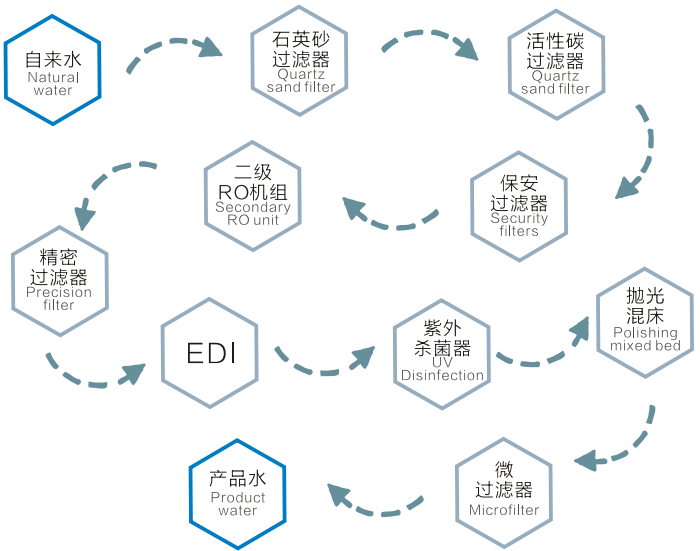 自来水
Natural
water
石英砂
过滤器
Quartz
sand filter
活性碳
过滤器
Quartz
sand filter
保安
过滤器
Security
filters
二级
RO机组
Secondary
RO unit
精密
过滤器
Precision
filter
EDI
紫外
杀菌器
UV
Disinfection
抛光
混床
Polishing
mixed bed
微
过滤器
Microfilter
产品水
Product
water